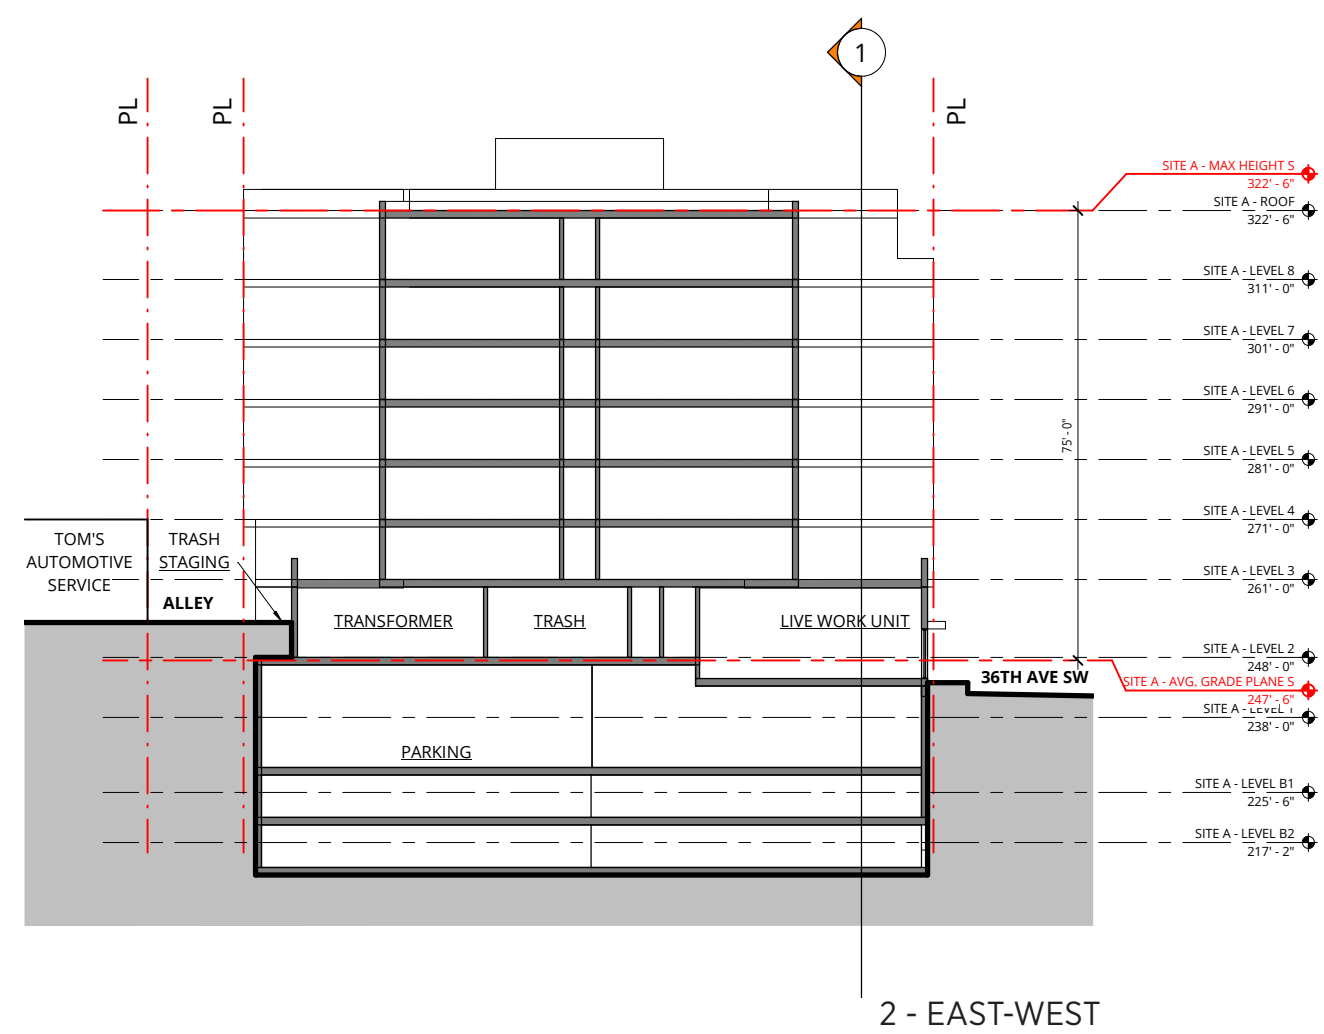 1
PL
PL
PL
SITE A - MAX HEIGHT S
322' - 6"
SITE A - ROOF
322' - 6"
SITE A - LEVEL 8
311' - 0"
SITE A - LEVEL 7
301' - 0"
SITE A - LEVEL 6
291' - 0"
75' - 0"
SITE A - LEVEL 5
281' - 0"
SITE A - LEVEL 4
271' - 0"
TOM'S
AUTOMOTIVE
SERVICE
TRASH
STAGING
ALLEY
SITE A - LEVEL 3
261' - 0"
TRANSFORMER
TRASH
LIVE WORK UNIT
SITE A - LEVEL 2
248' - 0"
36TH AVE SW
SITE A - AVG. GRADE PLANE S
247' - 6"
SITE A - LEVEL 1
238' - 0"
PARKING
SITE A - LEVEL B1
225' - 6"
SITE A - LEVEL B2
217' - 2"
2 - EAST-WEST